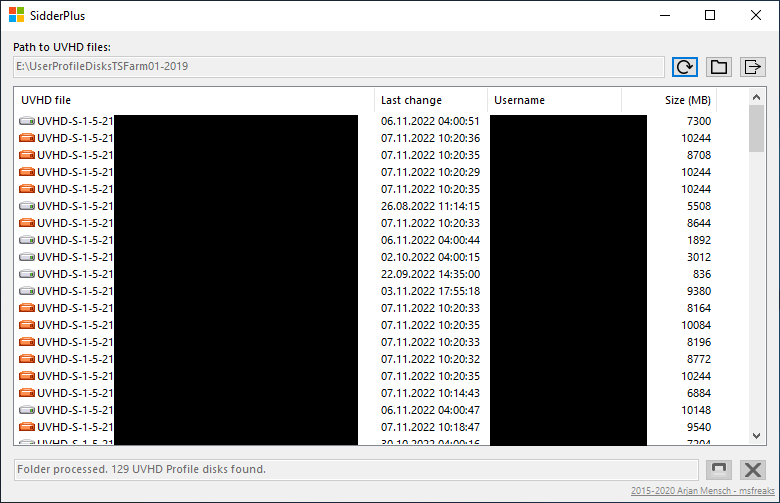 SidderPlus
Path to UVHD files:
E:\UserProfileDisksTSFarm01-2019
UVHD file Last change Username Size (MB)
UVHD-S-1-5-21 06.11.2022 04:00:51 7300
UVHD-S-1-5-21 07.11.2022 10:20:36 10244
UVHD-S-1-5-21 07.11.2022 10:20:35 8708
UVHD-S-1-5-21 07.11.2022 10:20:29 10244
UVHD-S-1-5-21 07.11.2022 10:20:35 10244
UVHD-S-1-5-21 26.08.2022 11:14:15 5508
UVHD-S-1-5-21 07.11.2022 10:20:33 8644
UVHD-S-1-5-21 06.11.2022 04:00:44 1892
UVHD-S-1-5-21 02.10.2022 04:00:15 3012
UVHD-S-1-5-21 22.09.2022 14:35:00 836
UVHD-S-1-5-21 03.11.2022 17:55:18 9380
UVHD-S-1-5-21 07.11.2022 10:20:33 8164
UVHD-S-1-5-21 07.11.2022 10:20:35 10084
UVHD-S-1-5-21 07.11.2022 10:20:33 8196
UVHD-S-1-5-21 07.11.2022 10:20:32 8772
UVHD-S-1-5-21 07.11.2022 10:20:35 10244
UVHD-S-1-5-21 07.11.2022 10:14:43 6884
UVHD-S-1-5-21 06.11.2022 04:00:47 10148
UVHD-S-1-5-21 07.11.2022 10:18:47 9540
UVHD-S-1-5-21 30.10.2022 04:00:16 7204
Folder processed. 129 UVHD Profile disks found.
2015-2020 Arjan Mensch - msfreaks